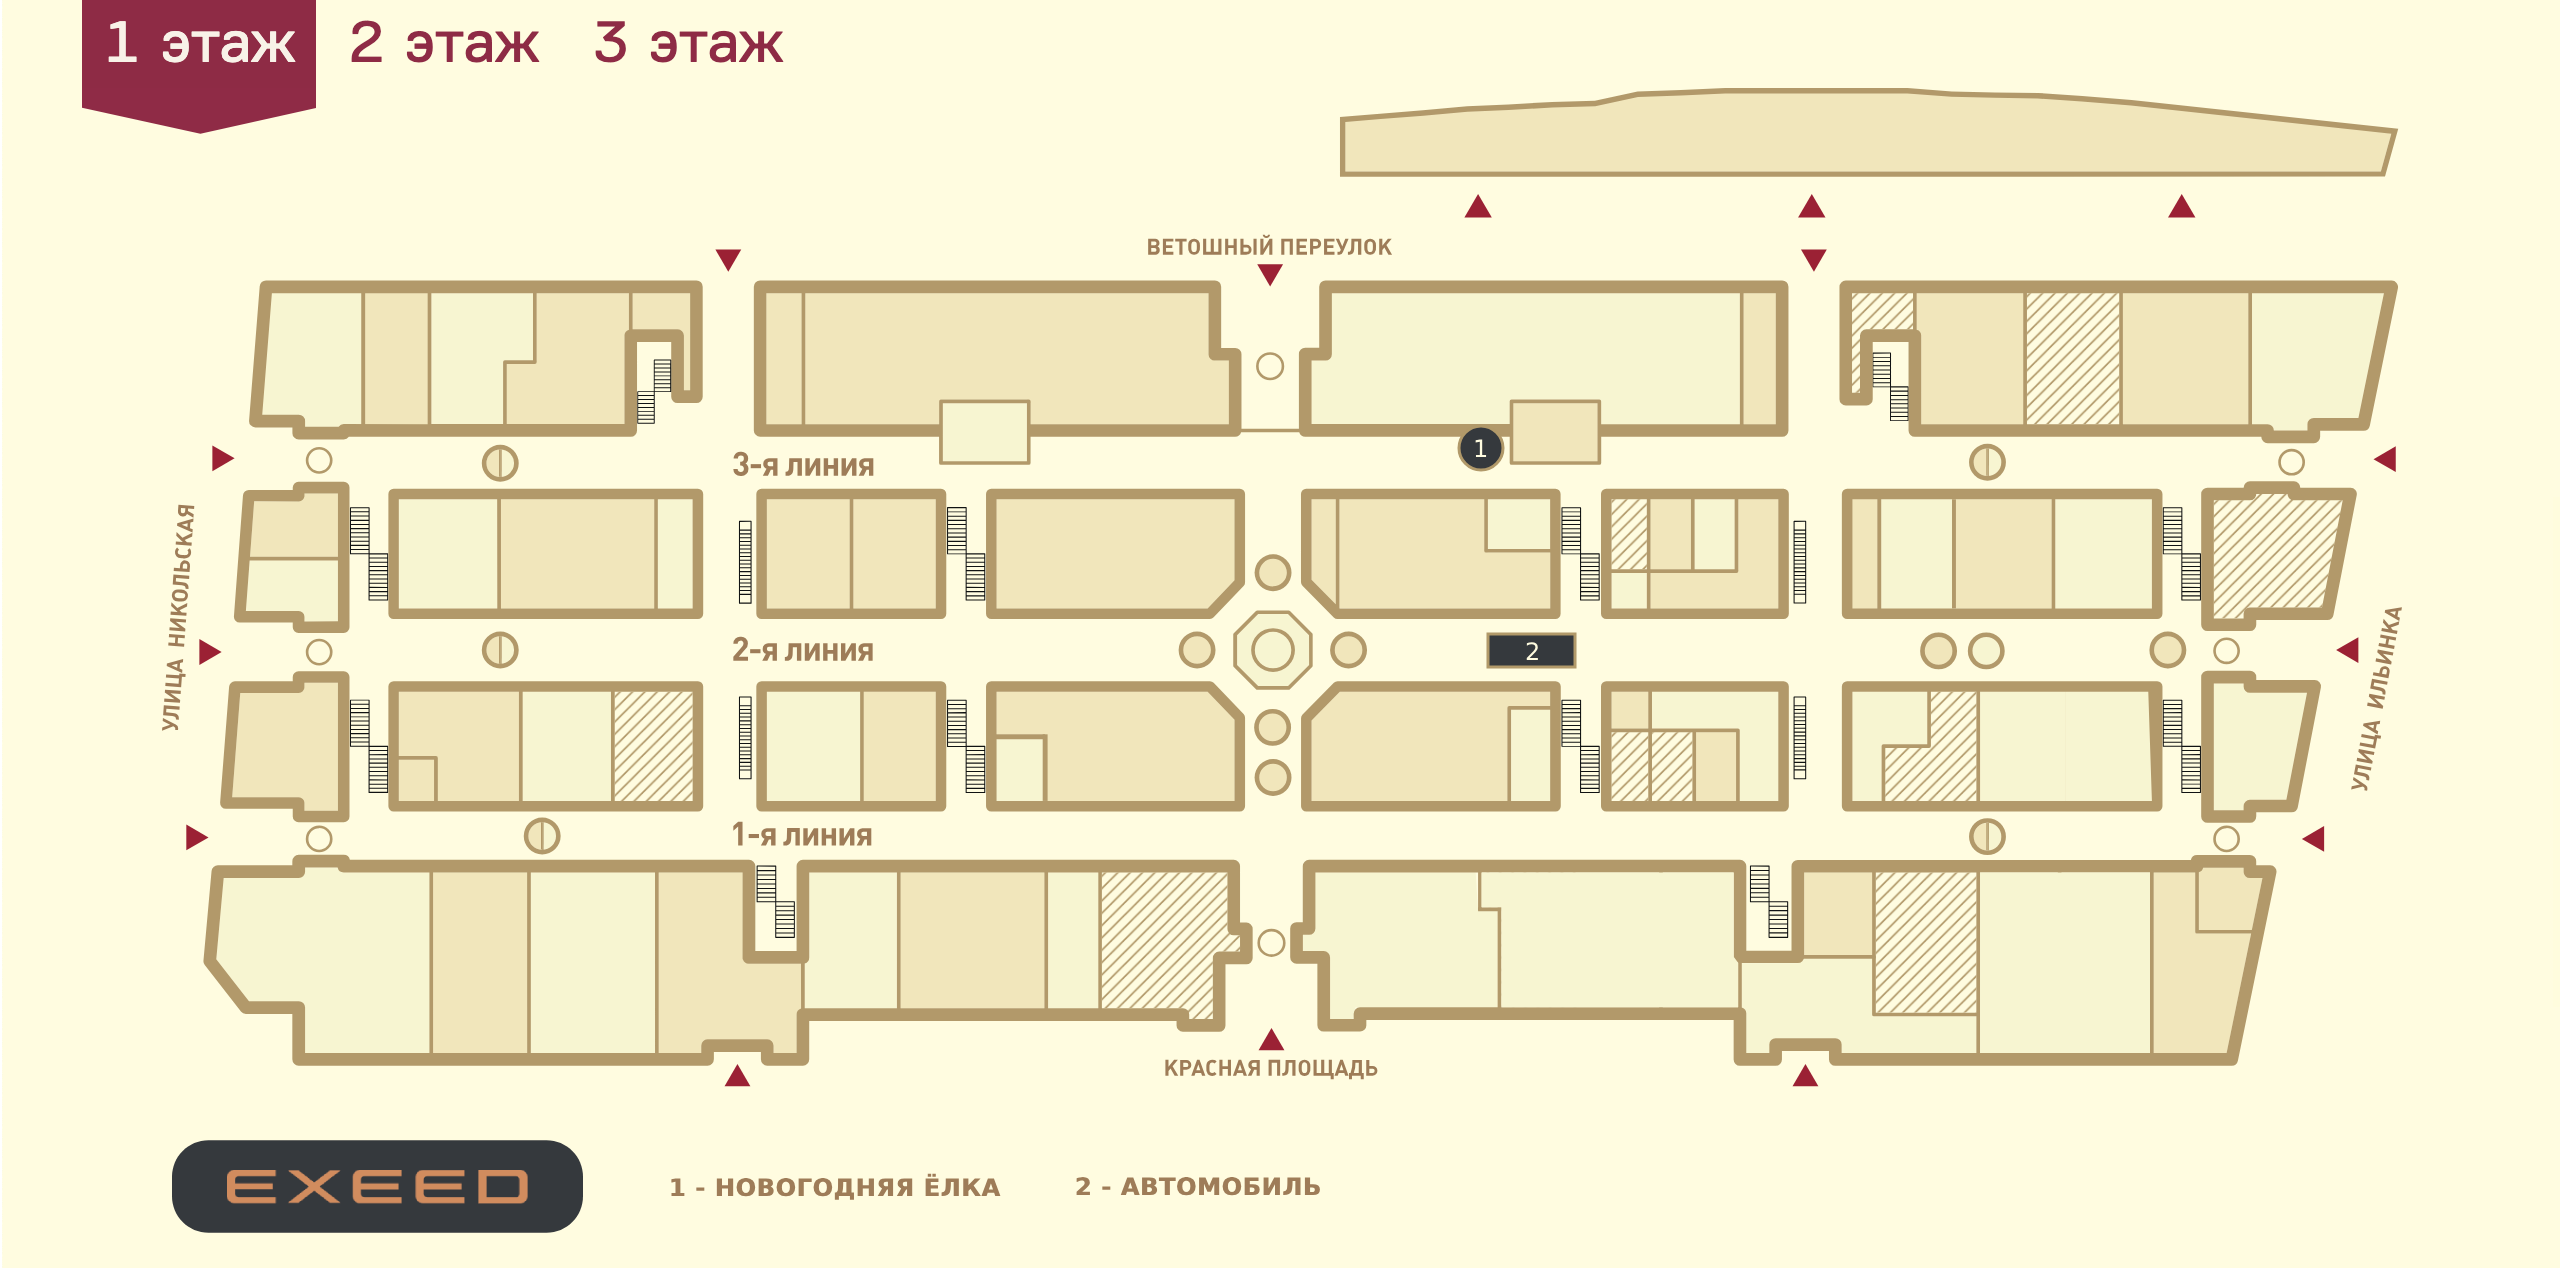 1 этаж 2 этаж 3 этаж
ВЕТОШНЫЙ ПЕРЕУЛОК
1
3-я линия
УЛИЦА НИКОЛЬСКАЯ
2-я линия
2
УЛИЦА ИЛЬИНКА
1-я линия
КРАСНАЯ ПЛОЩАДЬ
EXEED
1 - НОВОГОДНЯЯ ЁЛКА 2 - АВТОМОБИЛЬ